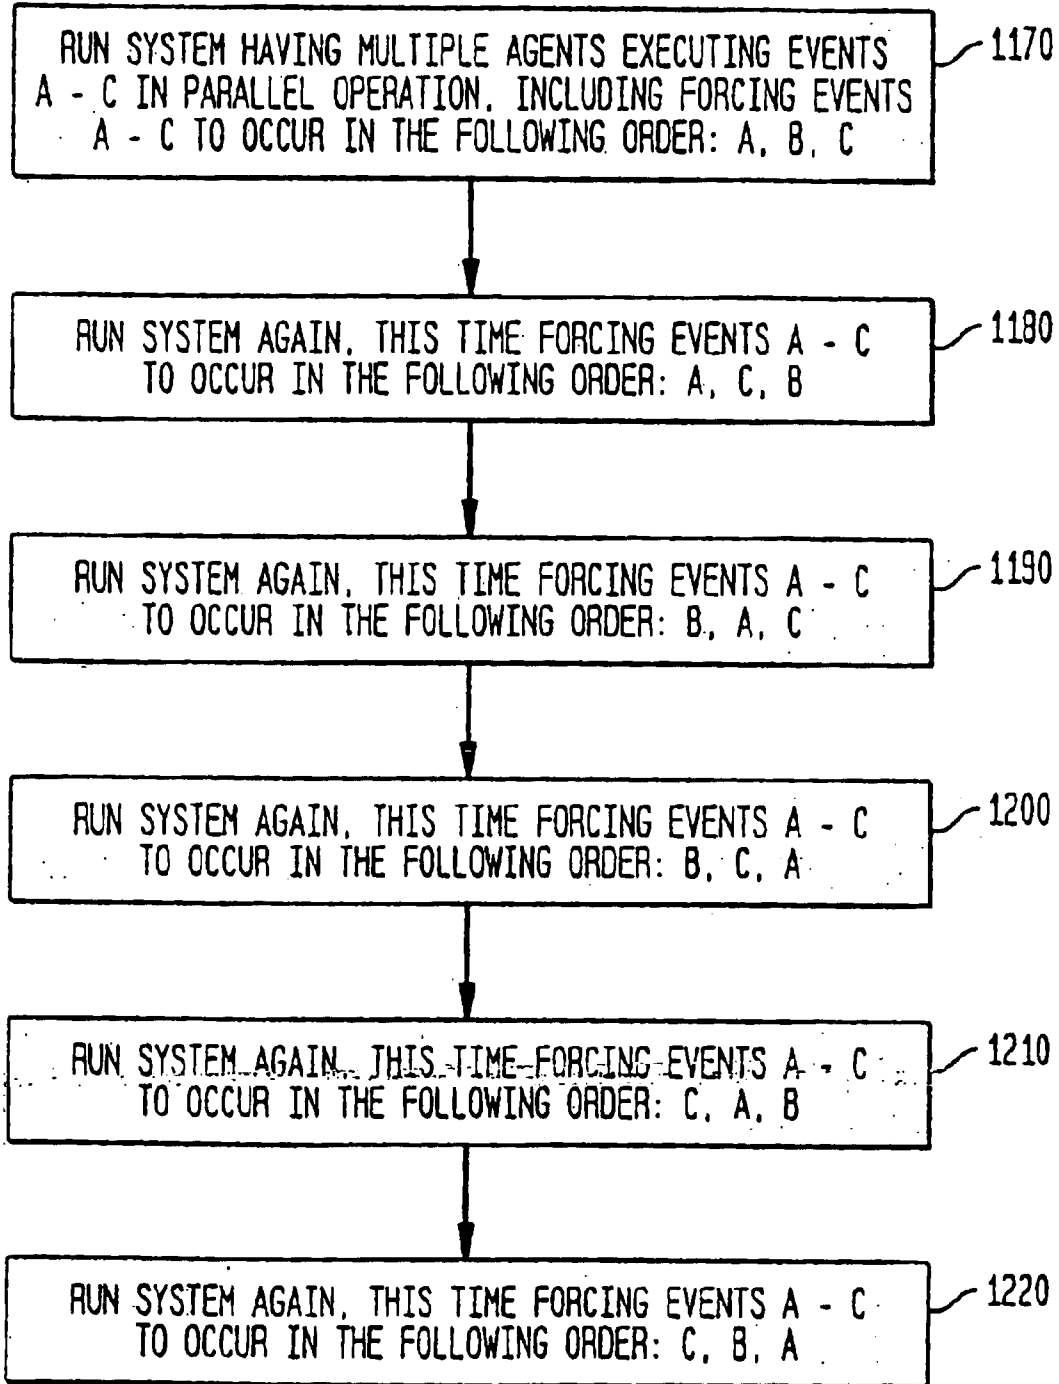 RUN SYSTEM HAVING MULTIPLE AGENTS EXECUTING EVENTS
A - C IN PARALLEL OPERATION, INCLUDING FORCING EVENTS
A - C TO OCCUR IN THE FOLLOWING ORDER: A, B, C
1170
RUN SYSTEM AGAIN, THIS TIME FORCING EVENTS A - C
TO OCCUR IN THE FOLLOWING ORDER: A, C, B
1180
RUN SYSTEM AGAIN, THIS TIME FORCING EVENTS A - C
TO OCCUR IN THE FOLLOWING ORDER: B, A, C
1190
RUN SYSTEM AGAIN, THIS TIME FORCING EVENTS A - C
TO OCCUR IN THE FOLLOWING ORDER: B, C, A
1200
RUN SYSTEM AGAIN, THIS TIME FORCING EVENTS A - C
TO OCCUR IN THE FOLLOWING ORDER: C, A, B
1210
RUN SYSTEM AGAIN, THIS TIME FORCING EVENTS A - C
TO OCCUR IN THE FOLLOWING ORDER: C, B, A
1220